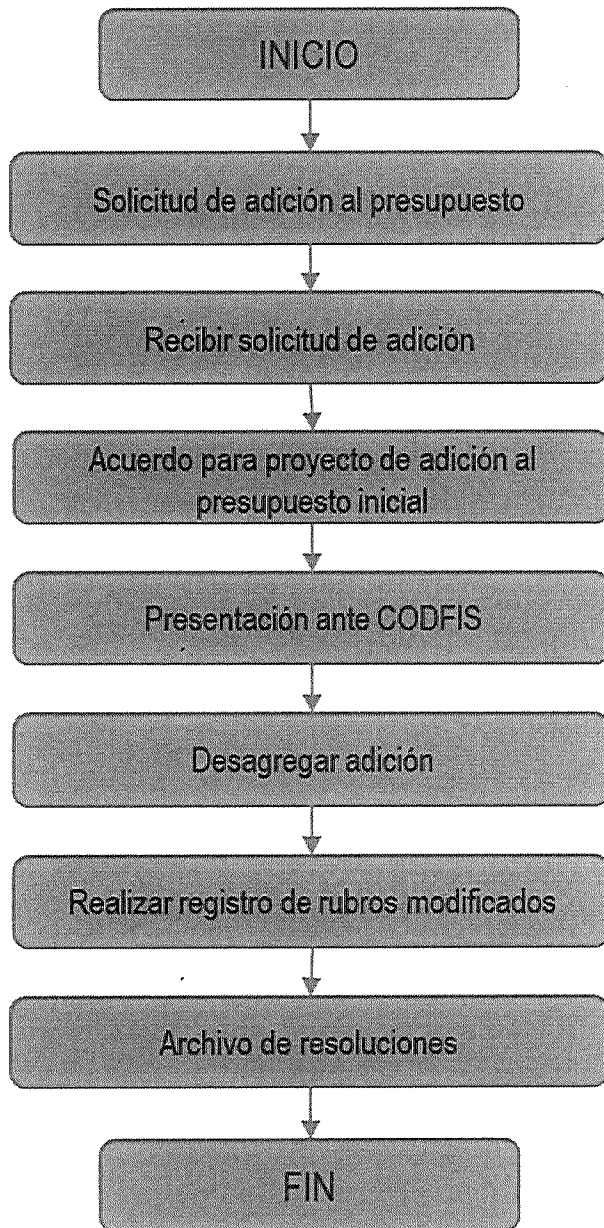 INICIO
Solicitud de adición al presupuesto
Recibir solicitud de adición
Acuerdo para proyecto de adición al
presupuesto inicial
Presentación ante CODFIS
Desagregar adición
Realizar registro de rubros modificados
Archivo de resoluciones
FIN